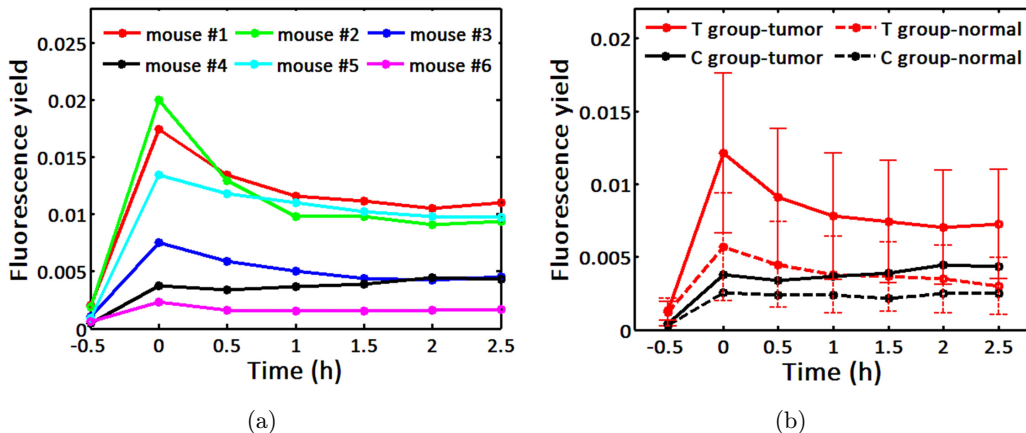 Fluorescence yield
0.025
0.02
0.015
0.01
0.005
0
mouse #1 mouse #2 mouse #3
mouse #4 mouse #5 mouse #6
-0.5 0 0.5 1 1.5 2 2.5
Time (h)
(a)
Fluorescence yield
0.02
0.015
0.01
0.005
0
T group-tumor T group-normal
C group-tumor C group-normal
-0.5 0 0.5 1 1.5 2 2.5
Time (h)
(b)